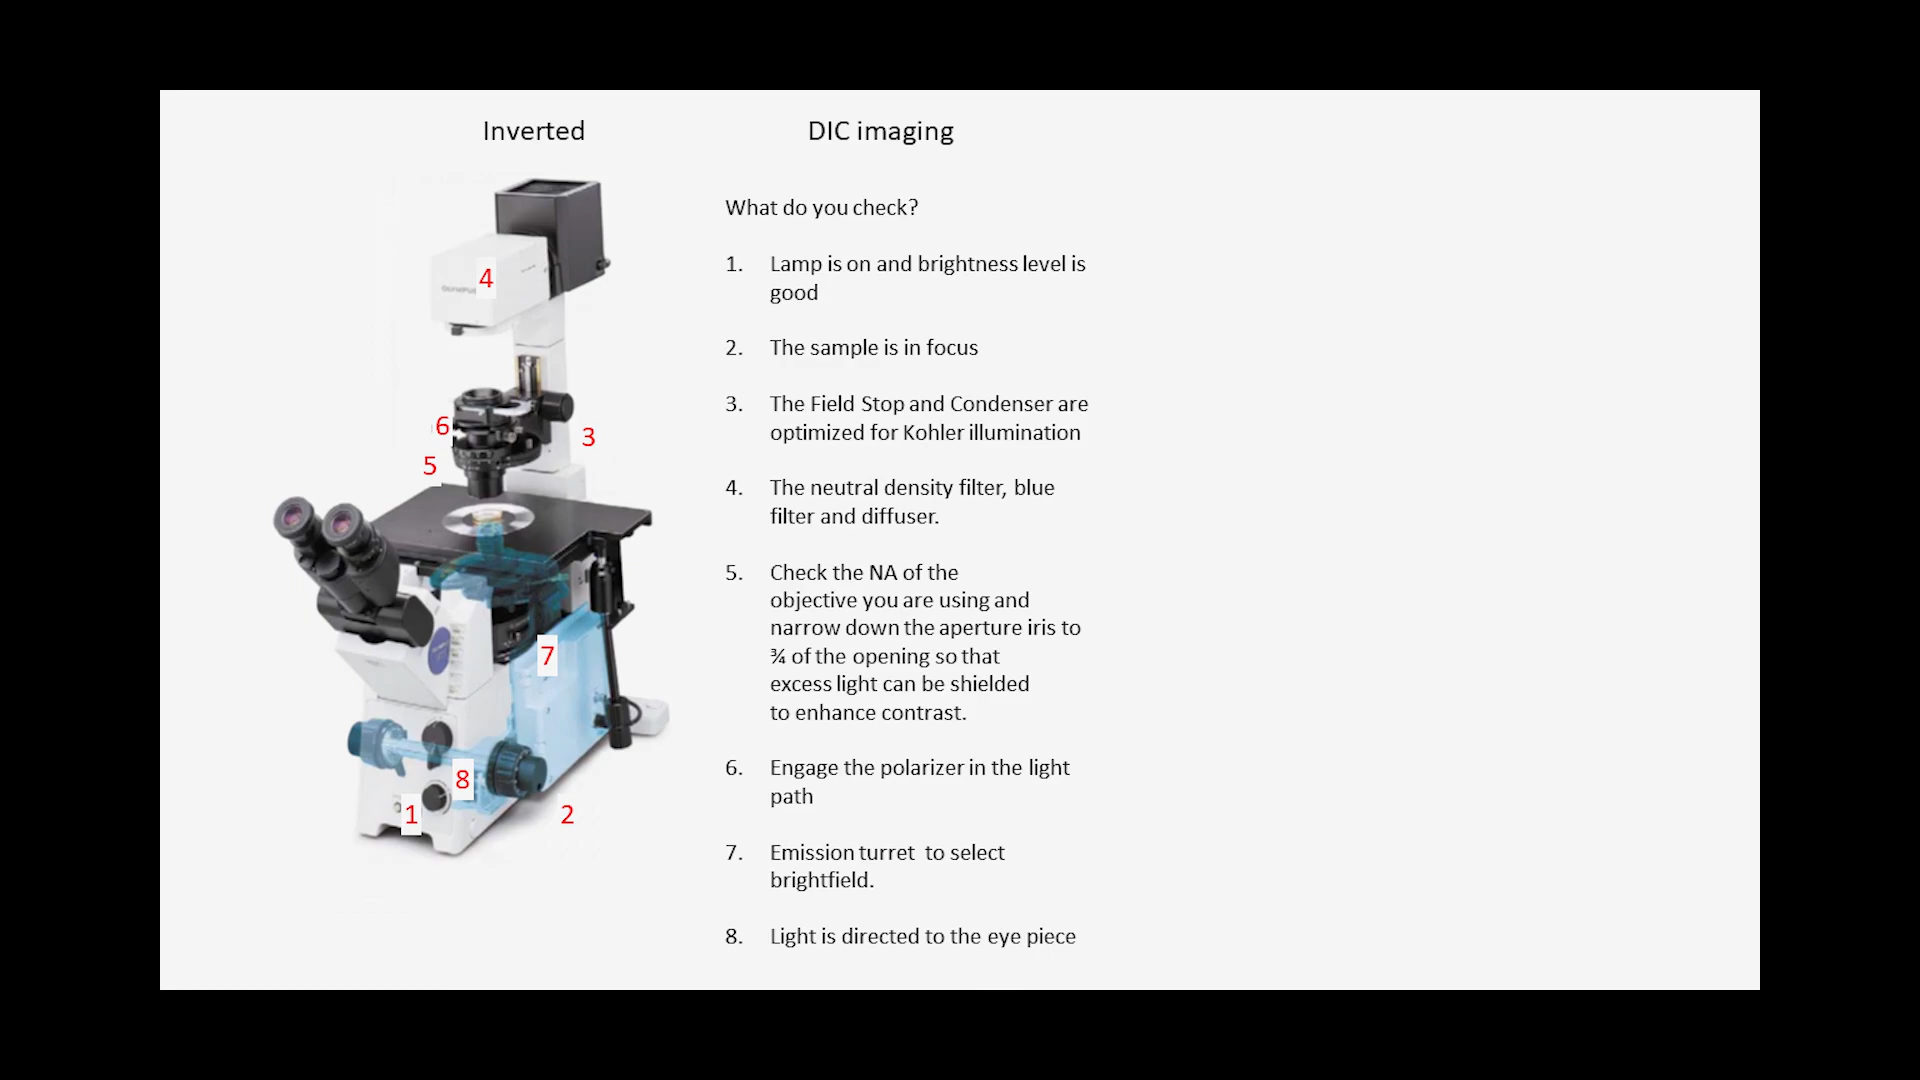 Inverted
DIC imaging
What do you check?
1. Lamp is on and brightness level is
good
2. The sample is in focus
3. The Field Stop and Condenser are
optimized for Kohler illumination
4. The neutral density filter, blue
filter and diffuser.
5. Check the NA of the
objective you are using and
narrow down the aperture iris to
¾ of the opening so that
excess light can be shielded
to enhance contrast.
6. Engage the polarizer in the light
path
7. Emission turret  to select
brightfield.
8. Light is directed to the eye piece
4
6
3
5
7
8
1
2